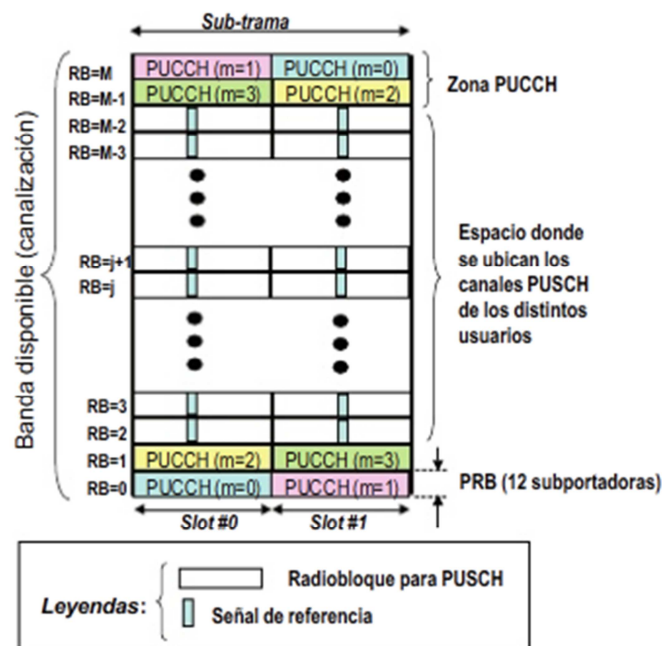 Sub-trama
Banda disponible (canalización)
RB=M
PUCCH (m=1)
PUCCH (m=0)
RB=M-1
PUCCH (m=3)
PUCCH (m=2)
Zona PUCCH
RB=M-2
RB=M-3
RB=j+1
RB=j
Espacio donde
se ubican los
canales PUSCH
de los distintos
usuarios
RB=3
RB=2
RB=1
PUCCH (m=2)
PUCCH (m=3)
RB=0
PUCCH (m=0)
PUCCH (m=1)
PRB (12 subportadoras)
Slot #0
Slot #1
Leyendas:
Radiobloque para PUSCH
Señal de referencia